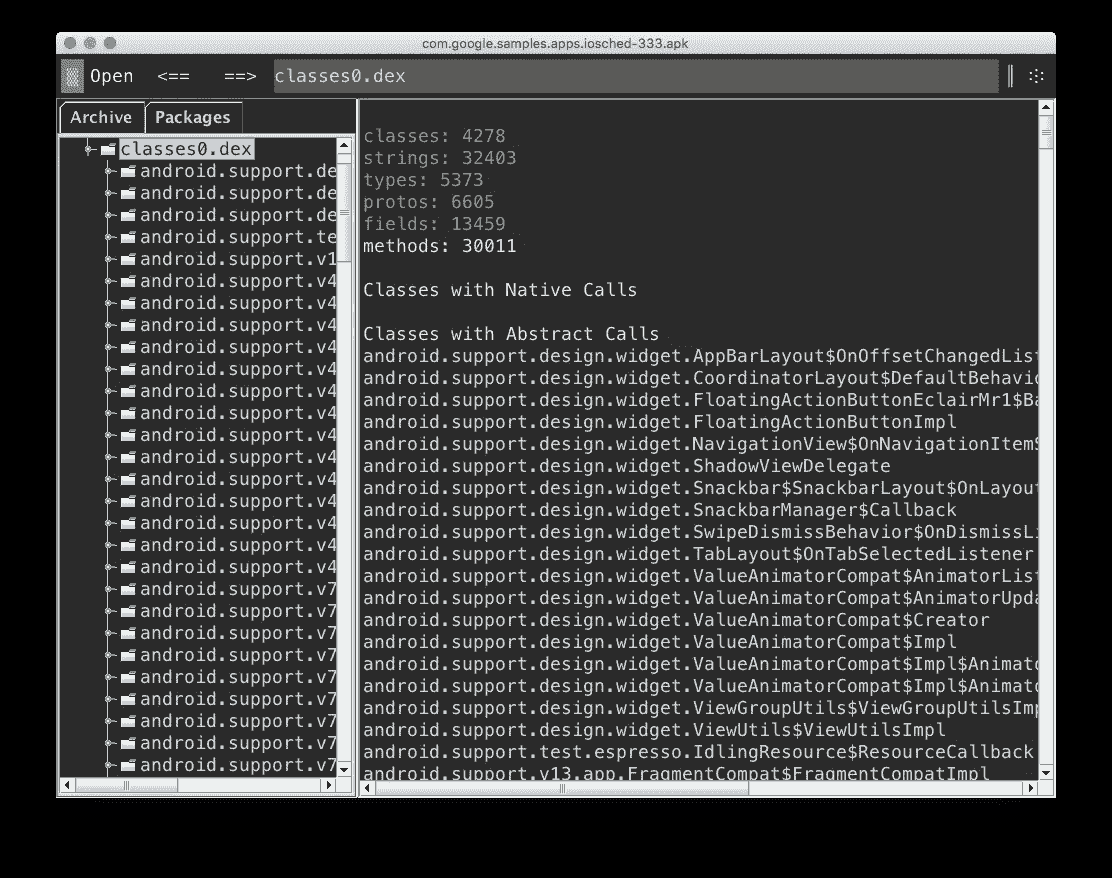 com.google.samples.apps.iosched-333.apk
Open <== ==> classes0.dex
Archive Packages
classes0.dex
android.support.de
android.support.de
android.support.de
android.support.te
android.support.v1
android.support.v4
android.support.v4
android.support.v4
android.support.v4
android.support.v4
android.support.v4
android.support.v4
android.support.v4
android.support.v4
android.support.v4
android.support.v4
android.support.v4
android.support.v4
android.support.v4
android.support.v7
android.support.v7
android.support.v7
android.support.v7
android.support.v7
android.support.v7
android.support.v7
android.support.v7
android.support.v7
classes: 4278
strings: 32403
types: 5373
protos: 6605
fields: 13459
methods: 30011
Classes with Native Calls
Classes with Abstract Calls
android.support.design.widget.AppBarLayout$OnOffsetChangedList
android.support.design.widget.CoordinatorLayout$DefaultBehavio
android.support.design.widget.FloatingActionButtonEclairMr1$Ba
android.support.design.widget.FloatingActionButtonImpl
android.support.design.widget.NavigationView$OnNavigationItemS
android.support.design.widget.ShadowViewDelegate
android.support.design.widget.Snackbar$SnackbarLayout$OnLayout
android.support.design.widget.SnackbarManager$Callback
android.support.design.widget.SwipeDismissBehavior$OnDismissLi
android.support.design.widget.TabLayout$OnTabSelectedListener
android.support.design.widget.ValueAnimatorCompat$AnimatorList
android.support.design.widget.ValueAnimatorCompat$AnimatorUpda
android.support.design.widget.ValueAnimatorCompat$Creator
android.support.design.widget.ValueAnimatorCompat$Impl
android.support.design.widget.ValueAnimatorCompat$Impl$Animato
android.support.design.widget.ValueAnimatorCompat$Impl$Animato
android.support.design.widget.ViewGroupUtils$ViewGroupUtilsImp
android.support.design.widget.ViewUtils$ViewUtilsImpl
android.support.test.espresso.IdlingResource$ResourceCallback
android.support.v13.app.FragmentCompat$FragmentCompatImpl